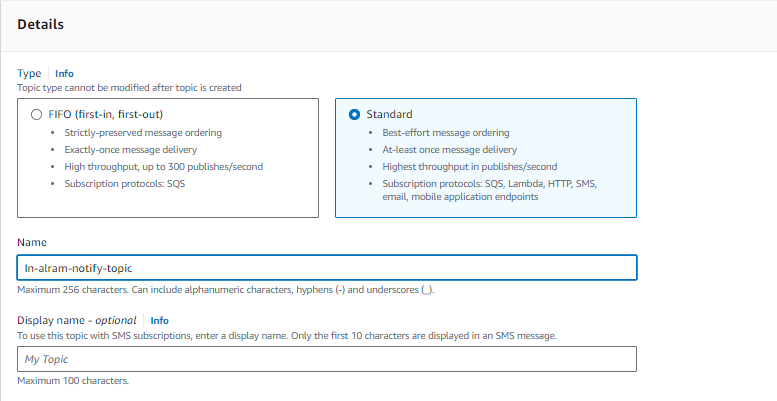 Details
Type Info
Topic type cannot be modified after topic is created
FIFO (first-in, first-out)
• Strictly-preserved message ordering
• Exactly-once message delivery
• High throughput, up to 300 publishes/second
• Subscription protocols: SQS
Standard
• Best-effort message ordering
• At-least once message delivery
• Highest throughput in publishes/second
• Subscription protocols: SQS, Lambda, HTTP, SMS,
email, mobile application endpoints
Name
In-alram-notify-topic
Maximum 256 characters. Can include alphanumeric characters, hyphens (-) and underscores (_).
Display name - optional Info
To use this topic with SMS subscriptions, enter a display name. Only the first 10 characters are displayed in an SMS message.
My Topic
Maximum 100 characters.